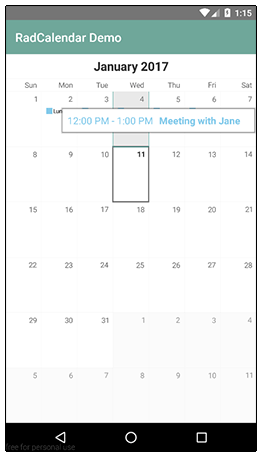 1:15
RadCalendar Demo
January 2017
Sun Mon Tue Wed Thu Fri Sat
1 2 3 4 5 6 7
12:00 PM - 1:00 PM Meeting with Jane
8 9 10 11 12 13 14
15 16 17 18 19 20 21
22 23 24 25 26 27 28
29 30 31 1 2 3 4
5 6 7 8 9 10 11
free for personal use